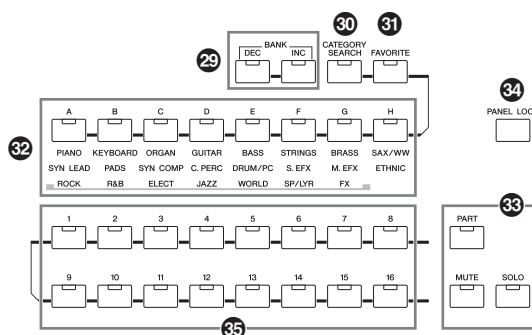 30 31
BANK CATEGORY
29 DEC INC SEARCH FAVORITE
34
PANEL LOC
A B C D E F G H
32 PIANO KEYBOARD ORGAN GUITAR BASS STRINGS BRASS SAX/WW
SYN LEAD PADS SYN COMP C. PERC DRUM/PC S. EFX M. EFX ETHNIC
ROCK R&B ELECT JAZZ WORLD SP/LYR FX
33
1 2 3 4 5 6 7 8 PART
9 10 11 12 13 14 15 16 MUTE SOLO
35